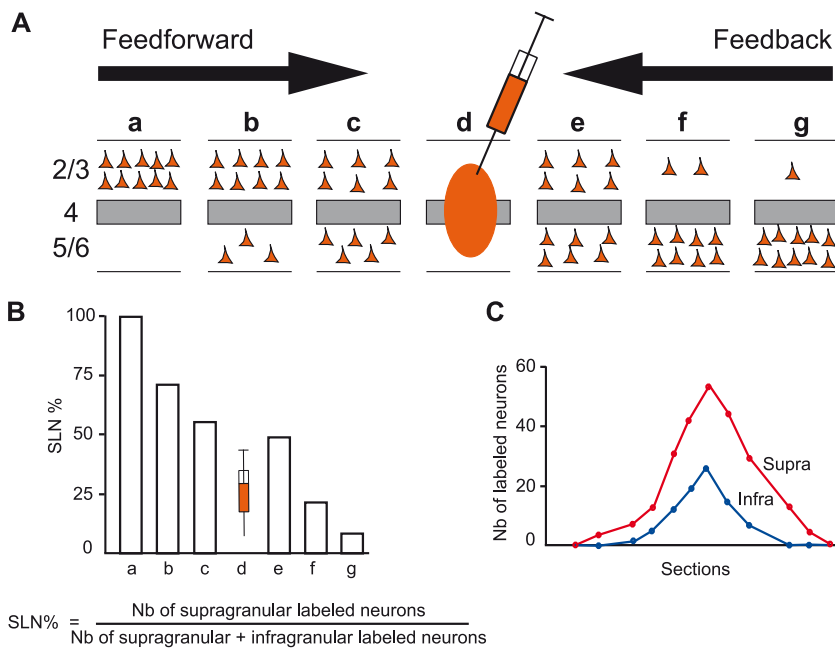 A
Feedforward
Feedback
a b c d e f g
2/3
4
5/6
B
SLN %
100
75
50
25
0
a b c d e f g
SLN% = Nb of supragranular labeled neurons
Nb of supragranular + infragranular labeled neurons
C
Nb of labeled neurons
60
40
20
0
Supra
Infra
Sections